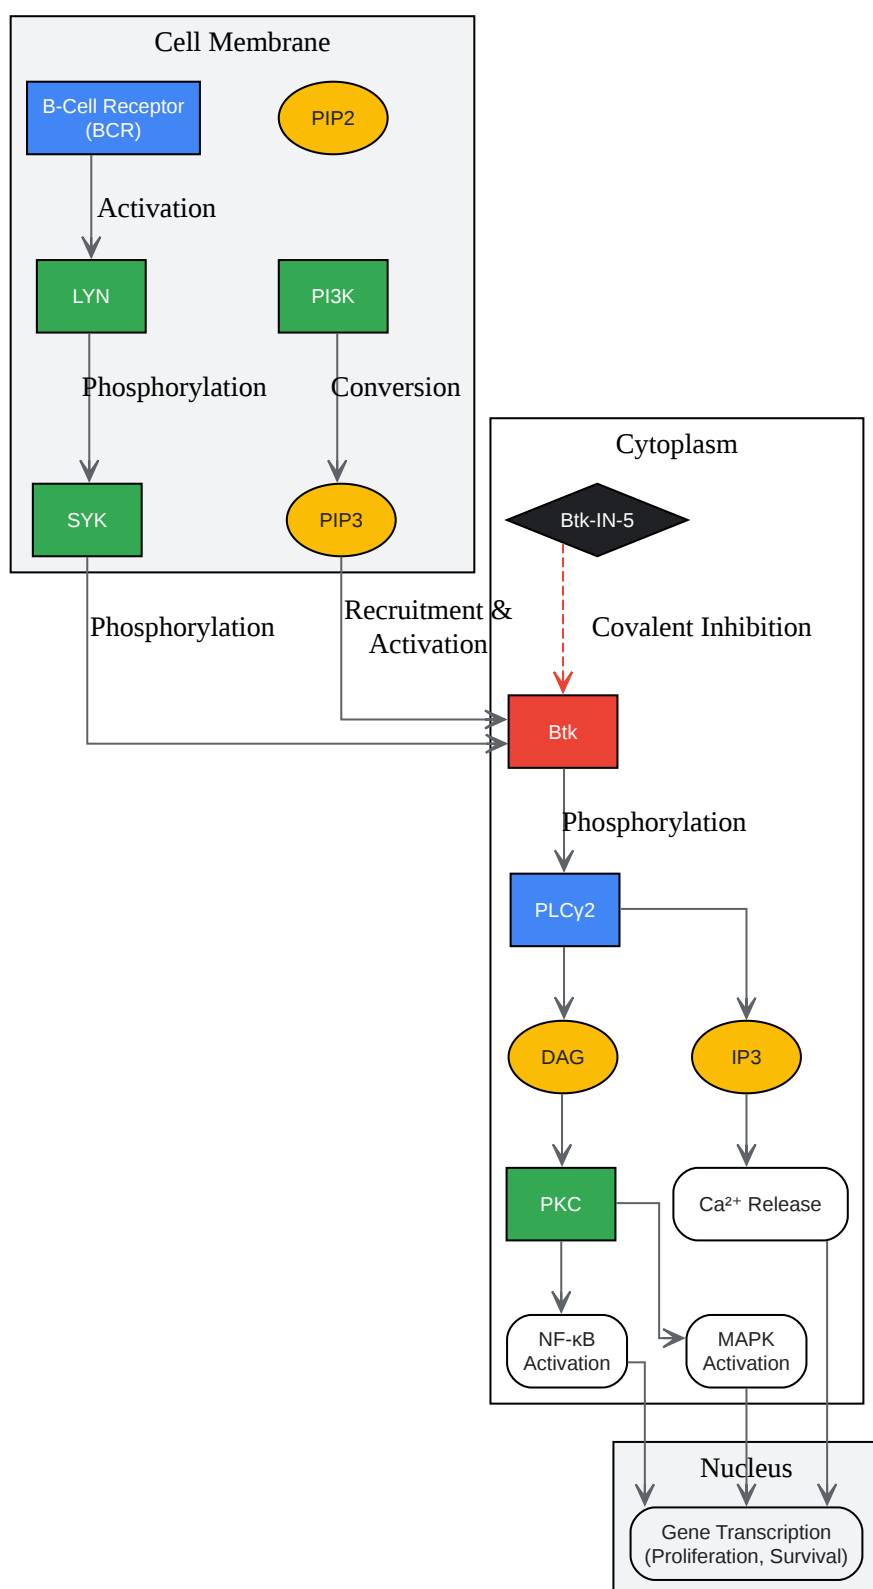 Cell Membrane
B-Cell Receptor
(BCR)
PIP2
Activation
LYN
PI3K
Phosphorylation
Conversion
SYK
PIP3
Cytoplasm
Btk-IN-5
Phosphorylation
Recruitment &
Activation
Covalent Inhibition
Btk
Phosphorylation
PLCγ2
DAG
IP3
PKC
Ca²⁺ Release
NF-κB
Activation
MAPK
Activation
Nucleus
Gene Transcription
(Proliferation, Survival)